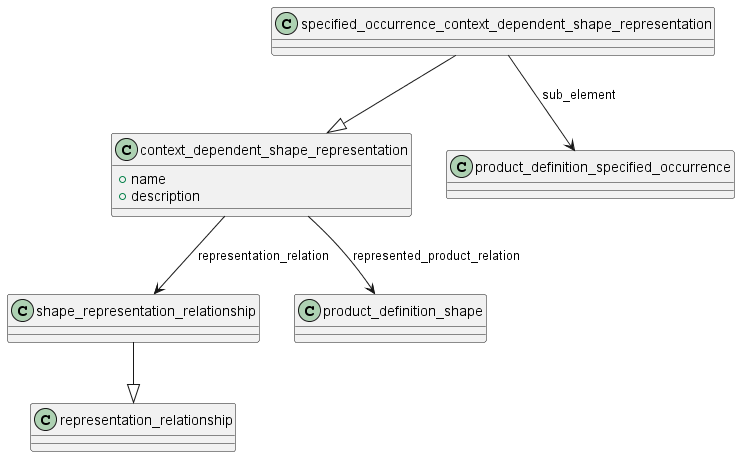 C specified_occurrence_context_dependent_shape_representation
sub_element
C context_dependent_shape_representation
name
description
C product_definition_specified_occurrence
representation_relation
represented_product_relation
C shape_representation_relationship
C product_definition_shape
C representation_relationship